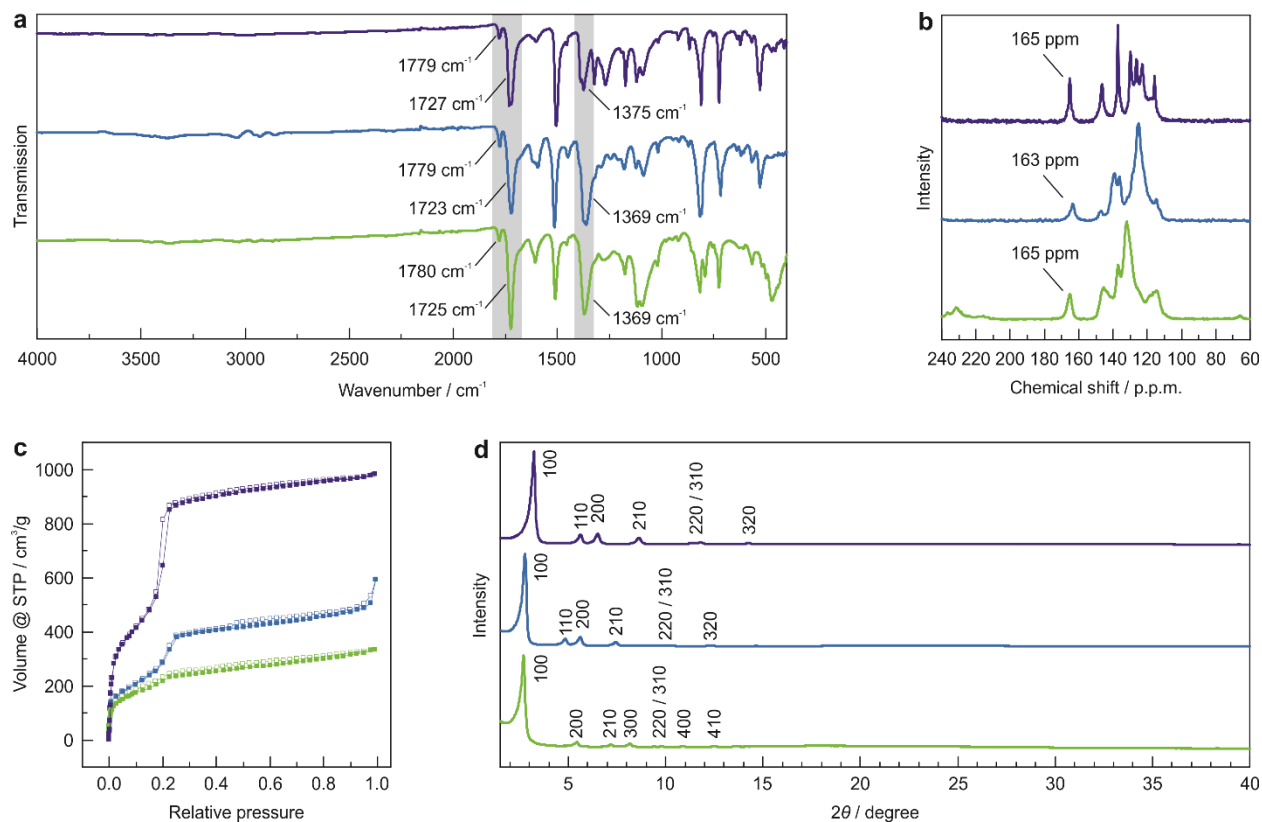 a
Transmission
1779 cm⁻¹
1727 cm⁻¹
1375 cm⁻¹
1779 cm⁻¹
1723 cm⁻¹
1369 cm⁻¹
1780 cm⁻¹
1725 cm⁻¹
1369 cm⁻¹
4000 3500 3000 2500 2000 1500 1000 500
Wavenumber / cm⁻¹
b
Intensity
165 ppm
163 ppm
165 ppm
240 220 200 180 160 140 120 100 80 60
Chemical shift / p.p.m.
c
Volume @ STP / cm³/g
1000
800
600
400
200
0
0.0 0.2 0.4 0.6 0.8 1.0
Relative pressure
d
Intensity
100
110
200
210
220 / 310
320
100
110
200
210
220 / 310
320
100
200
210
300
220 / 310
400
410
5 10 15 20 25 30 35 40
2θ / degree